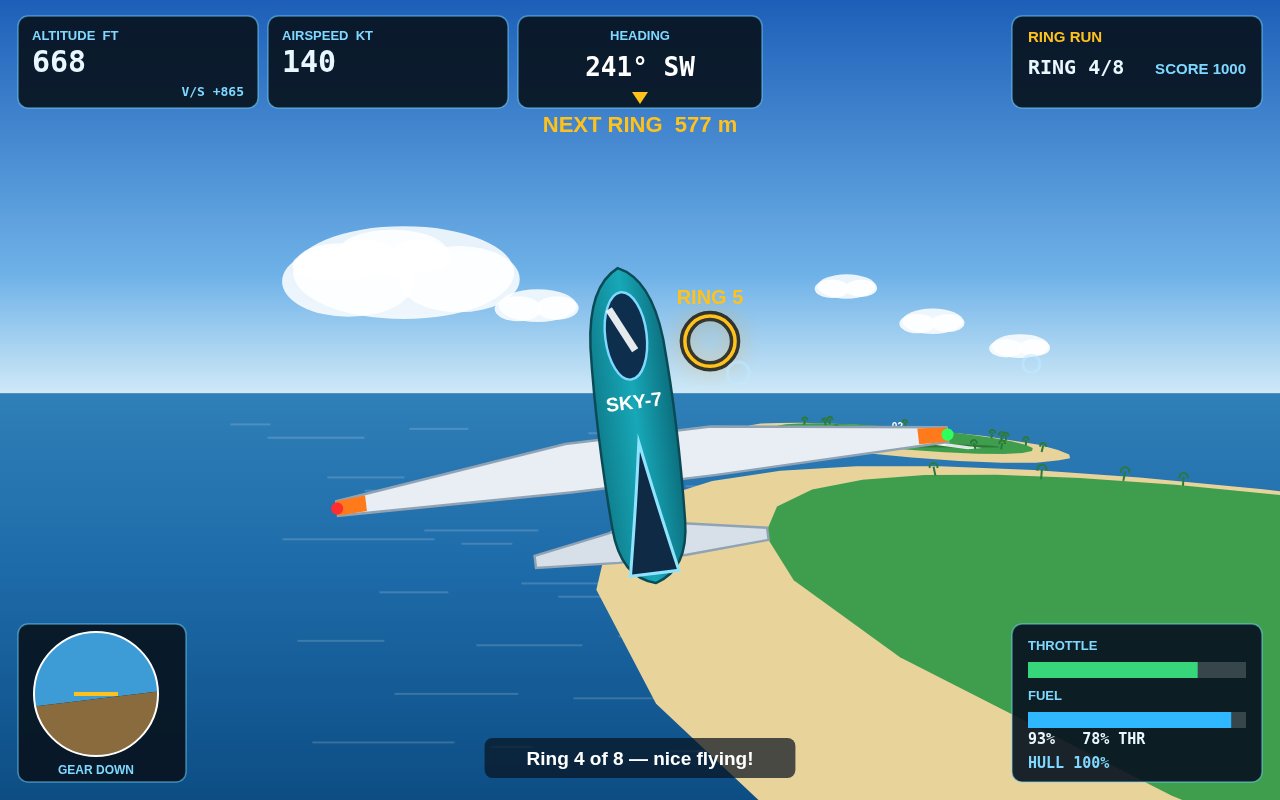 ALTITUDE FT
668
V/S +865
AIRSPEED KT
140
HEADING
241° SW
NEXT RING 577 m
RING RUN
RING 4/8 SCORE 1000
RING 5
SKY-7
GEAR DOWN
Ring 4 of 8 — nice flying!
THROTTLE
FUEL
93% 78% THR
HULL 100%